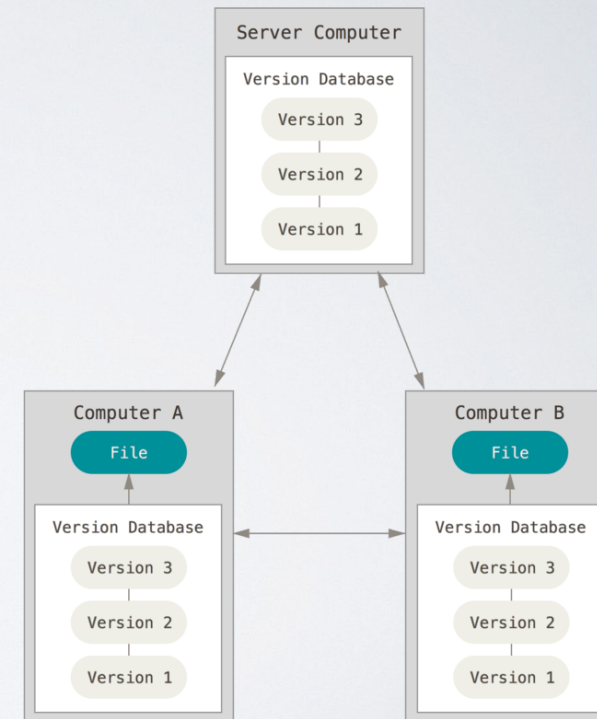 Server Computer
Version Database
Version 3
Version 2
Version 1
Computer A
File
Version Database
Version 3
Version 2
Version 1
Computer B
File
Version Database
Version 3
Version 2
Version 1